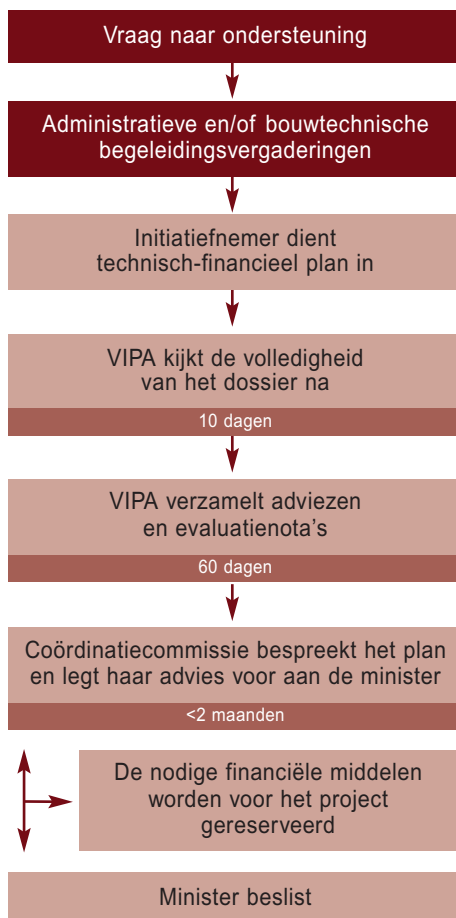 Vraag naar ondersteuning
Administratieve en/of bouwtechnische
begeleidingsvergaderingen
Initiatiefnemer dient
technisch-financieel plan in
VIPA kijkt de volledigheid
van het dossier na
10 dagen
VIPA verzamelt adviezen
en evaluatienota's
60 dagen
Coördinatiecommissie bespreekt het plan
en legt haar advies voor aan de minister
<2 maanden
De nodige financiële middelen
worden voor het project
gereserveerd
Minister beslist